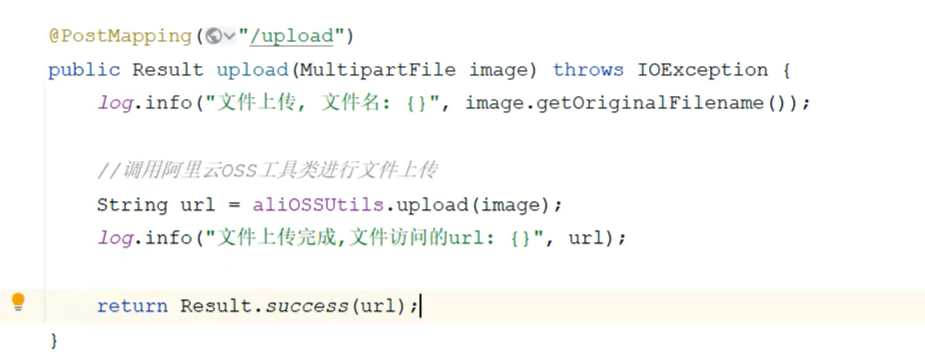 @PostMapping("/upload")
public Result upload(MultipartFile image) throws IOException {
log.info("文件上传, 文件名: {}", image.getOriginalFilename());
//调用阿里云OSS工具类进行文件上传
String url = aliOSSUtils.upload(image);
log.info("文件上传完成,文件访问的url: {}", url);
return Result.success(url);
}